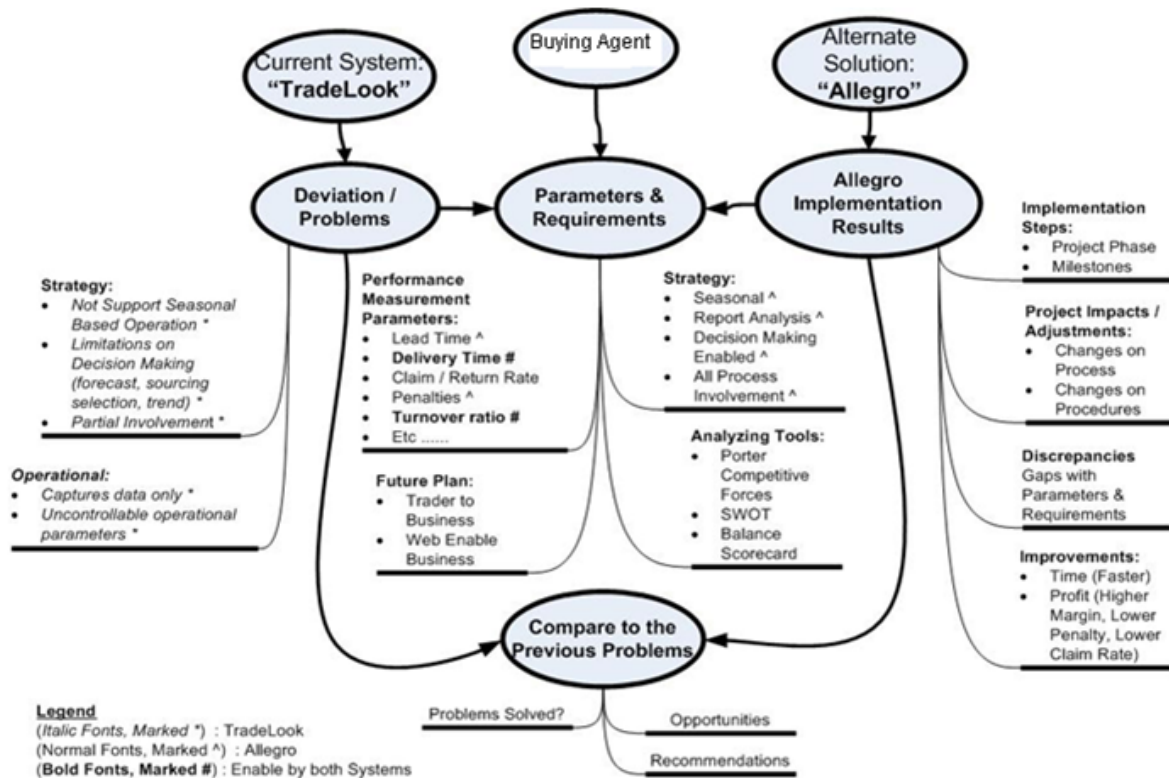 Current System:
“TradeLook”
Buying Agent
Alternate
Solution:
“Allegro”
Deviation /
Problems
Parameters &
Requirements
Allegro
Implementation
Results
Strategy:
• Not Support Seasonal
Based Operation *
• Limitations on
Decision Making
(forecast, sourcing
selection, trend) *
• Partial Involvement *
Operational:
• Captures data only *
• Uncontrollable operational
parameters *
Performance
Measurement
Parameters:
• Lead Time ^
• Delivery Time #
• Claim / Return Rate
• Penalties ^
• Turnover ratio #
• Etc ......
Future Plan:
• Trader to
Business
• Web Enable
Business
Strategy:
• Seasonal ^
• Report Analysis ^
• Decision Making
Enabled ^
• All Process
Involvement ^
Analyzing Tools:
• Porter
Competitive
Forces
• SWOT
• Balance
Scorecard
Implementation
Steps:
• Project Phase
• Milestones
Project Impacts /
Adjustments:
• Changes on
Process
• Changes on
Procedures
Discrepancies
Gaps with
Parameters &
Requirements
Improvements:
• Time (Faster)
• Profit (Higher
Margin, Lower
Penalty, Lower
Claim Rate)
Compare to the
Previous Problems
Problems Solved?
Opportunities
Recommendations
Legend
(Italic Fonts, Marked *) : TradeLook
(Normal Fonts, Marked ^) : Allegro
(Bold Fonts, Marked #) : Enable by both Systems